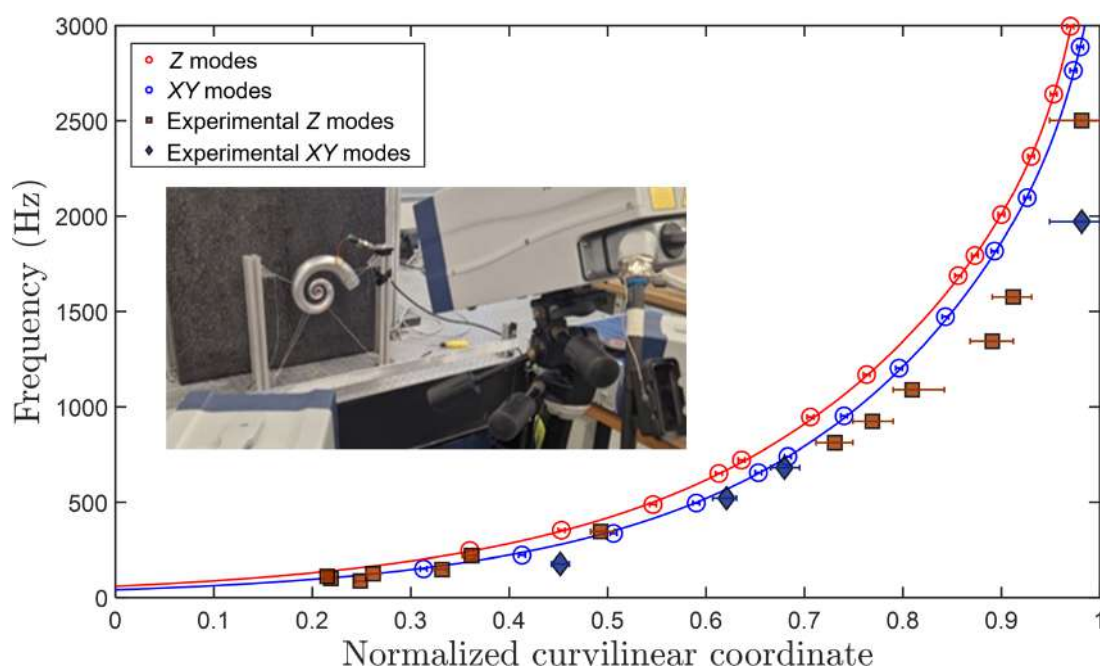 3000
2500
2000
1500
1000
500
0
Frequency (Hz)
Z modes
XY modes
Experimental Z modes
Experimental XY modes
0 0.1 0.2 0.3 0.4 0.5 0.6 0.7 0.8 0.9 1
Normalized curvilinear coordinate